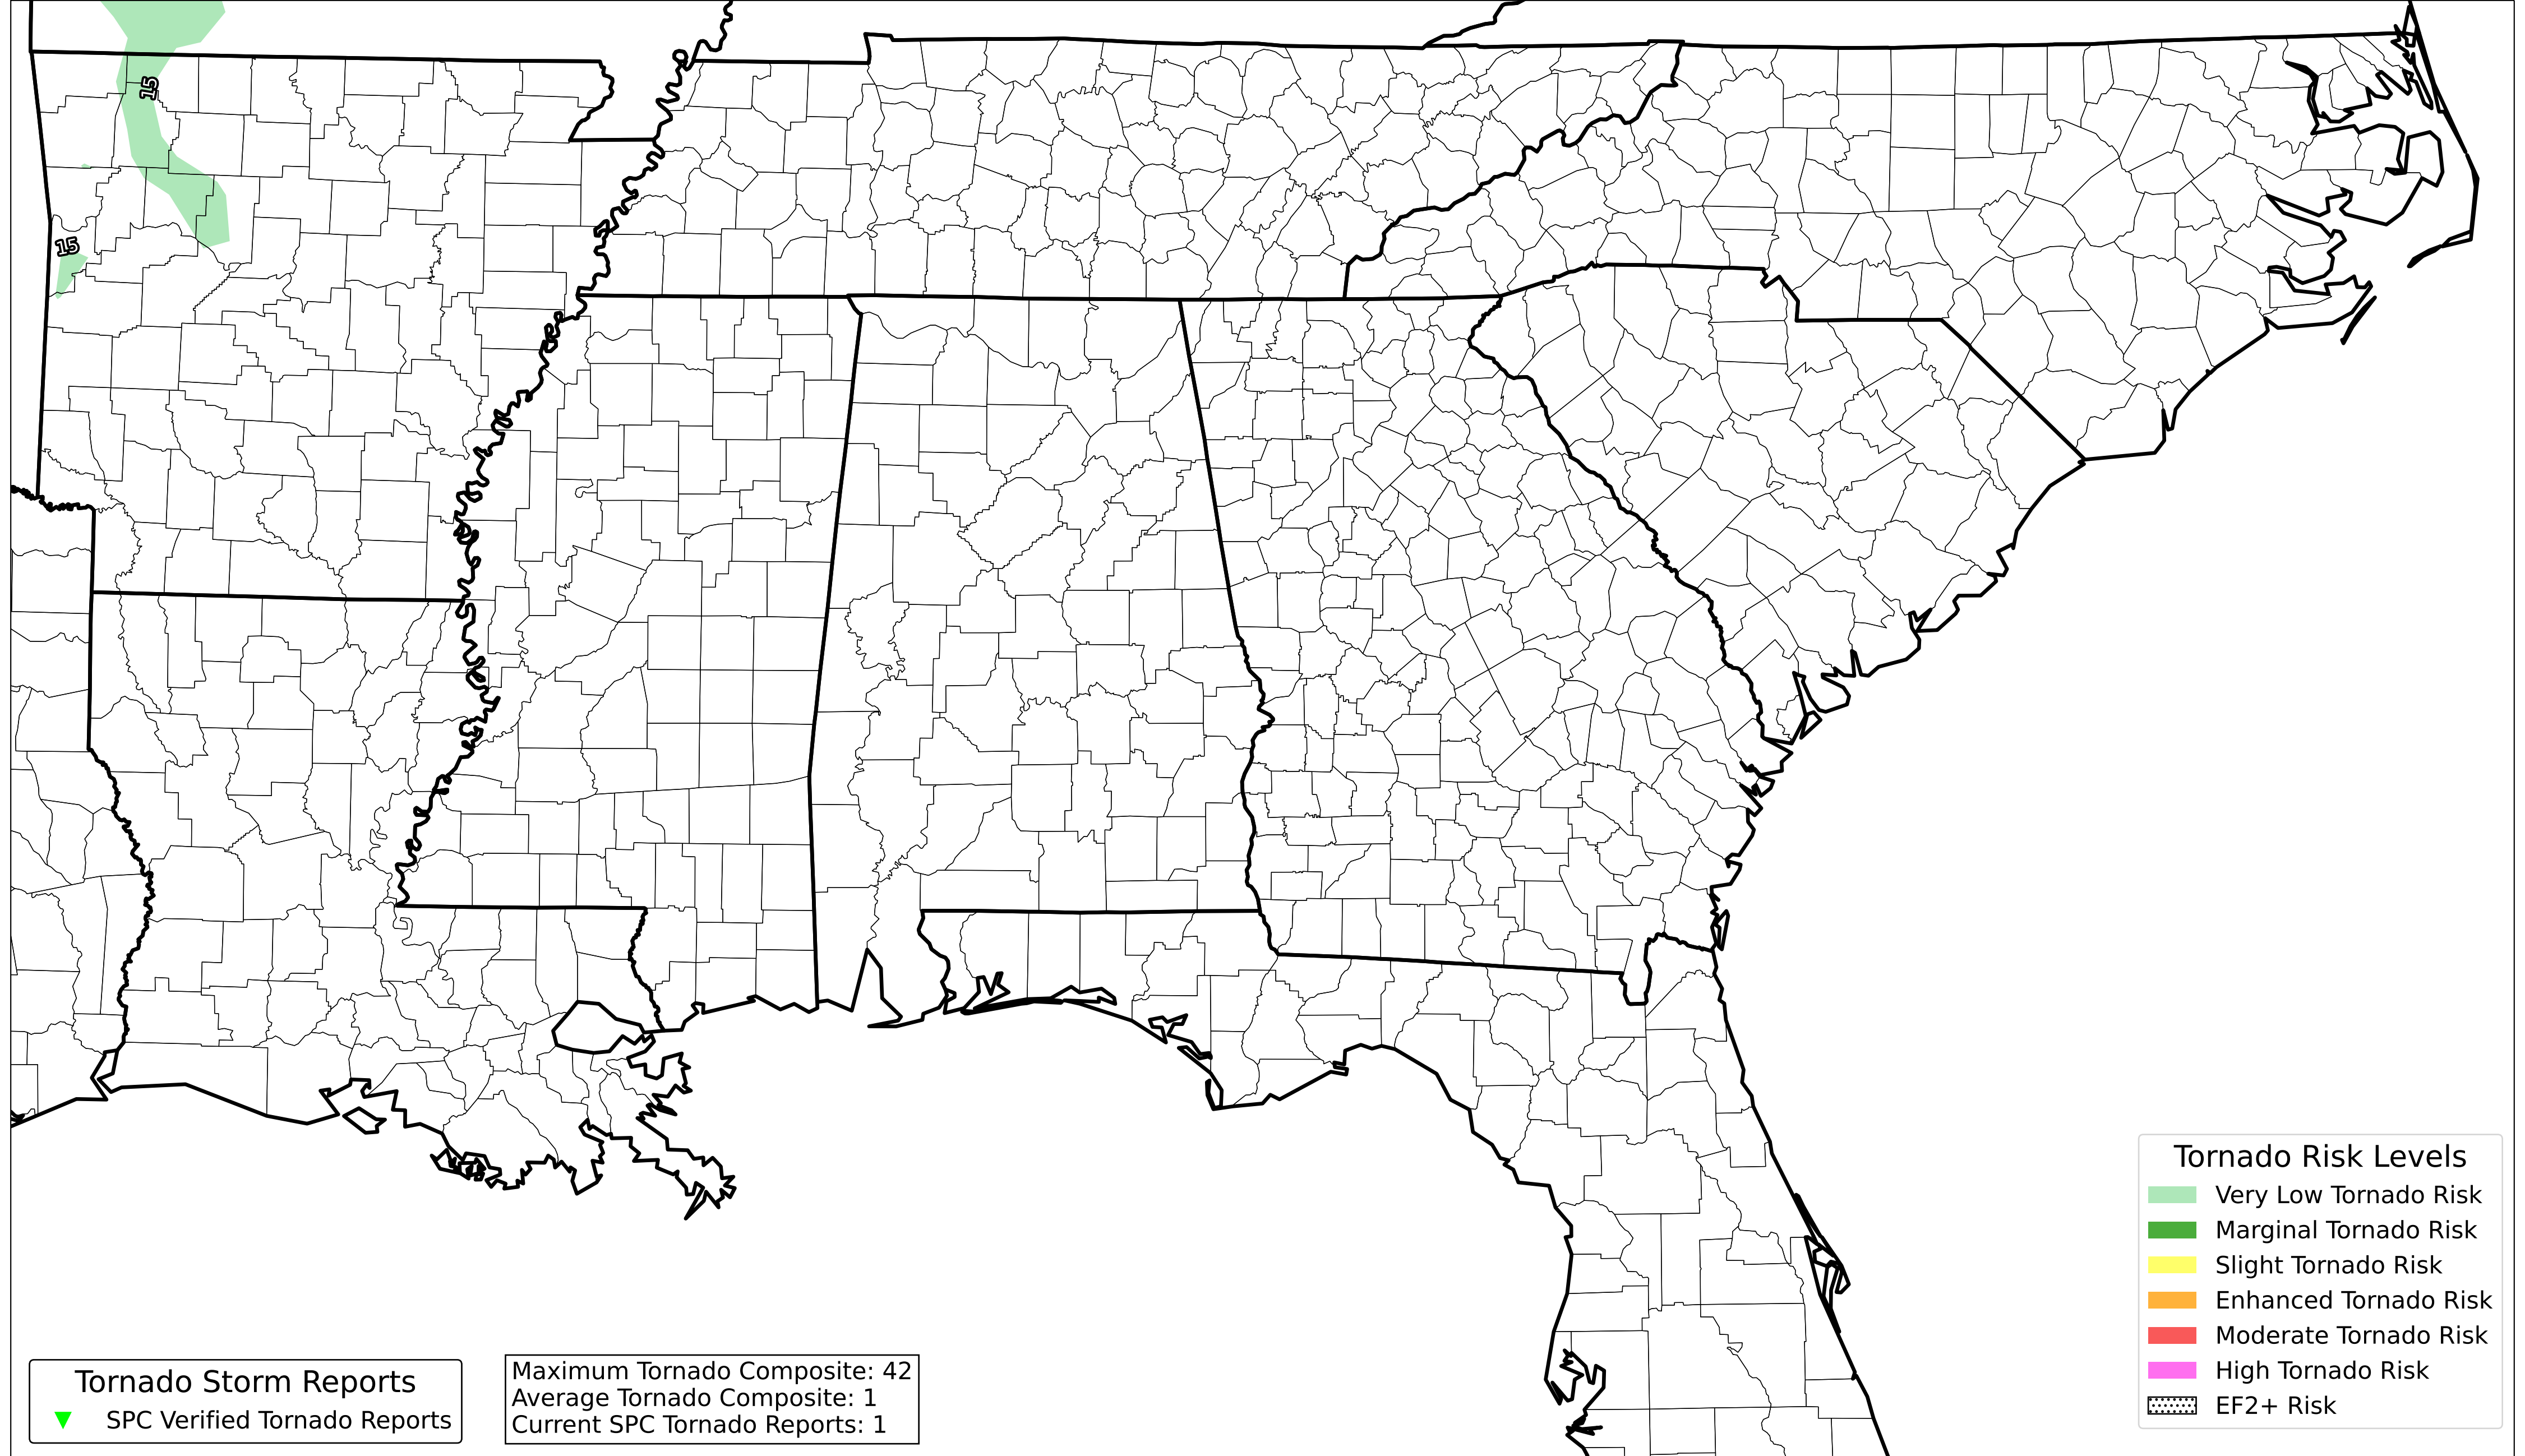 15
15
Tornado Storm Reports
SPC Verified Tornado Reports
Maximum Tornado Composite: 42
Average Tornado Composite: 1
Current SPC Tornado Reports: 1
Tornado Risk Levels
Very Low Tornado Risk
Marginal Tornado Risk
Slight Tornado Risk
Enhanced Tornado Risk
Moderate Tornado Risk
High Tornado Risk
EF2+ Risk